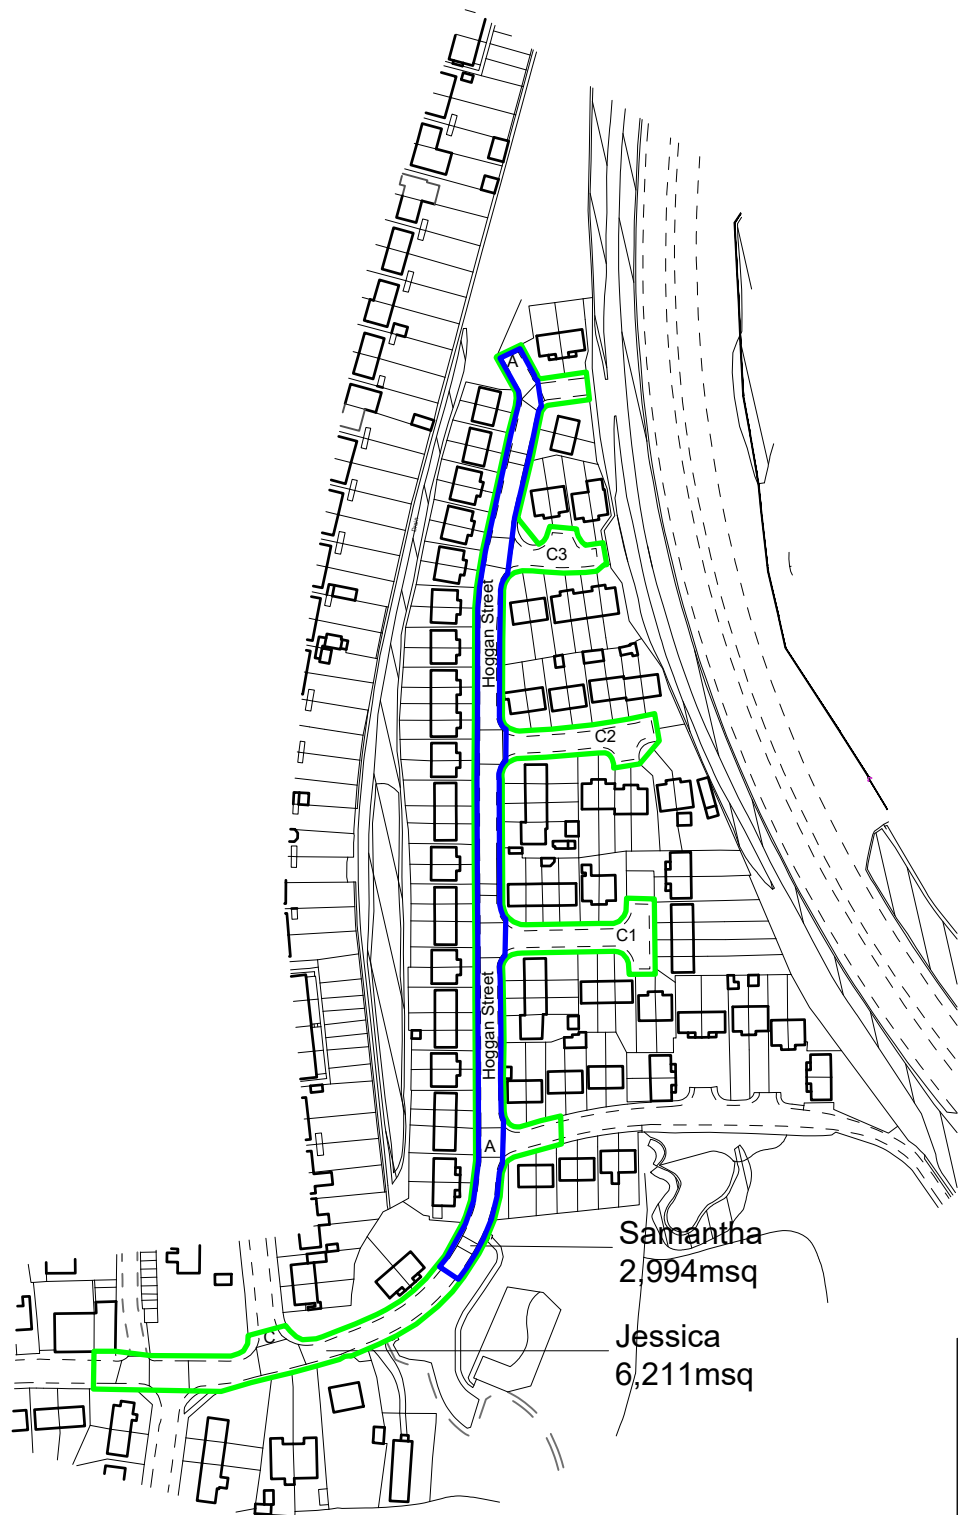 A
C3
Hoggan Street
C2
C1
Hoggan Street
A
Samantha
2,994msq
C
Jessica
6,211msq